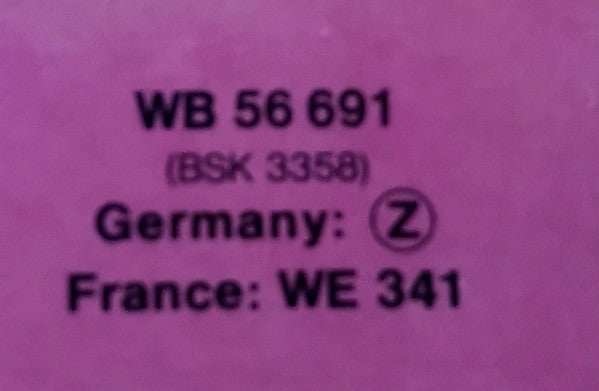 WB 56 691
(BSK 3358)
Germany: Ⓩ
France: WE 341